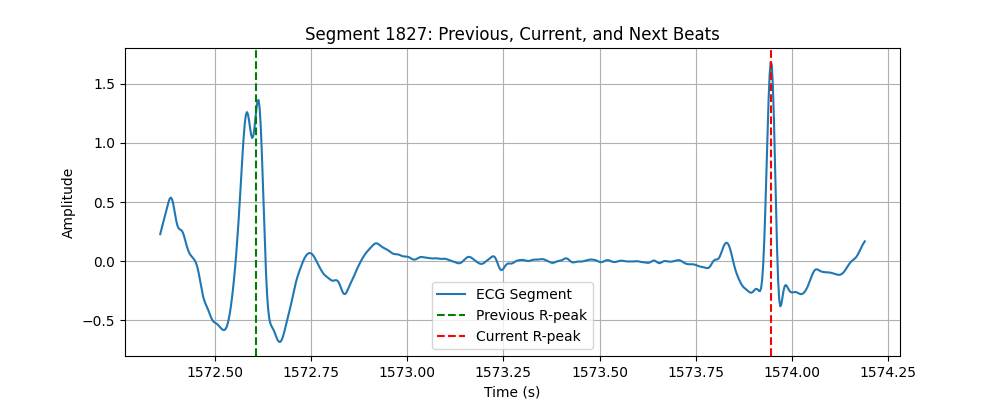 Segment 1827: Previous, Current, and Next Beats
Amplitude
1.5
1.0
0.5
0.0
−0.5
ECG Segment
Previous R-peak
Current R-peak
1572.50 1572.75 1573.00 1573.25 1573.50 1573.75 1574.00 1574.25
Time (s)